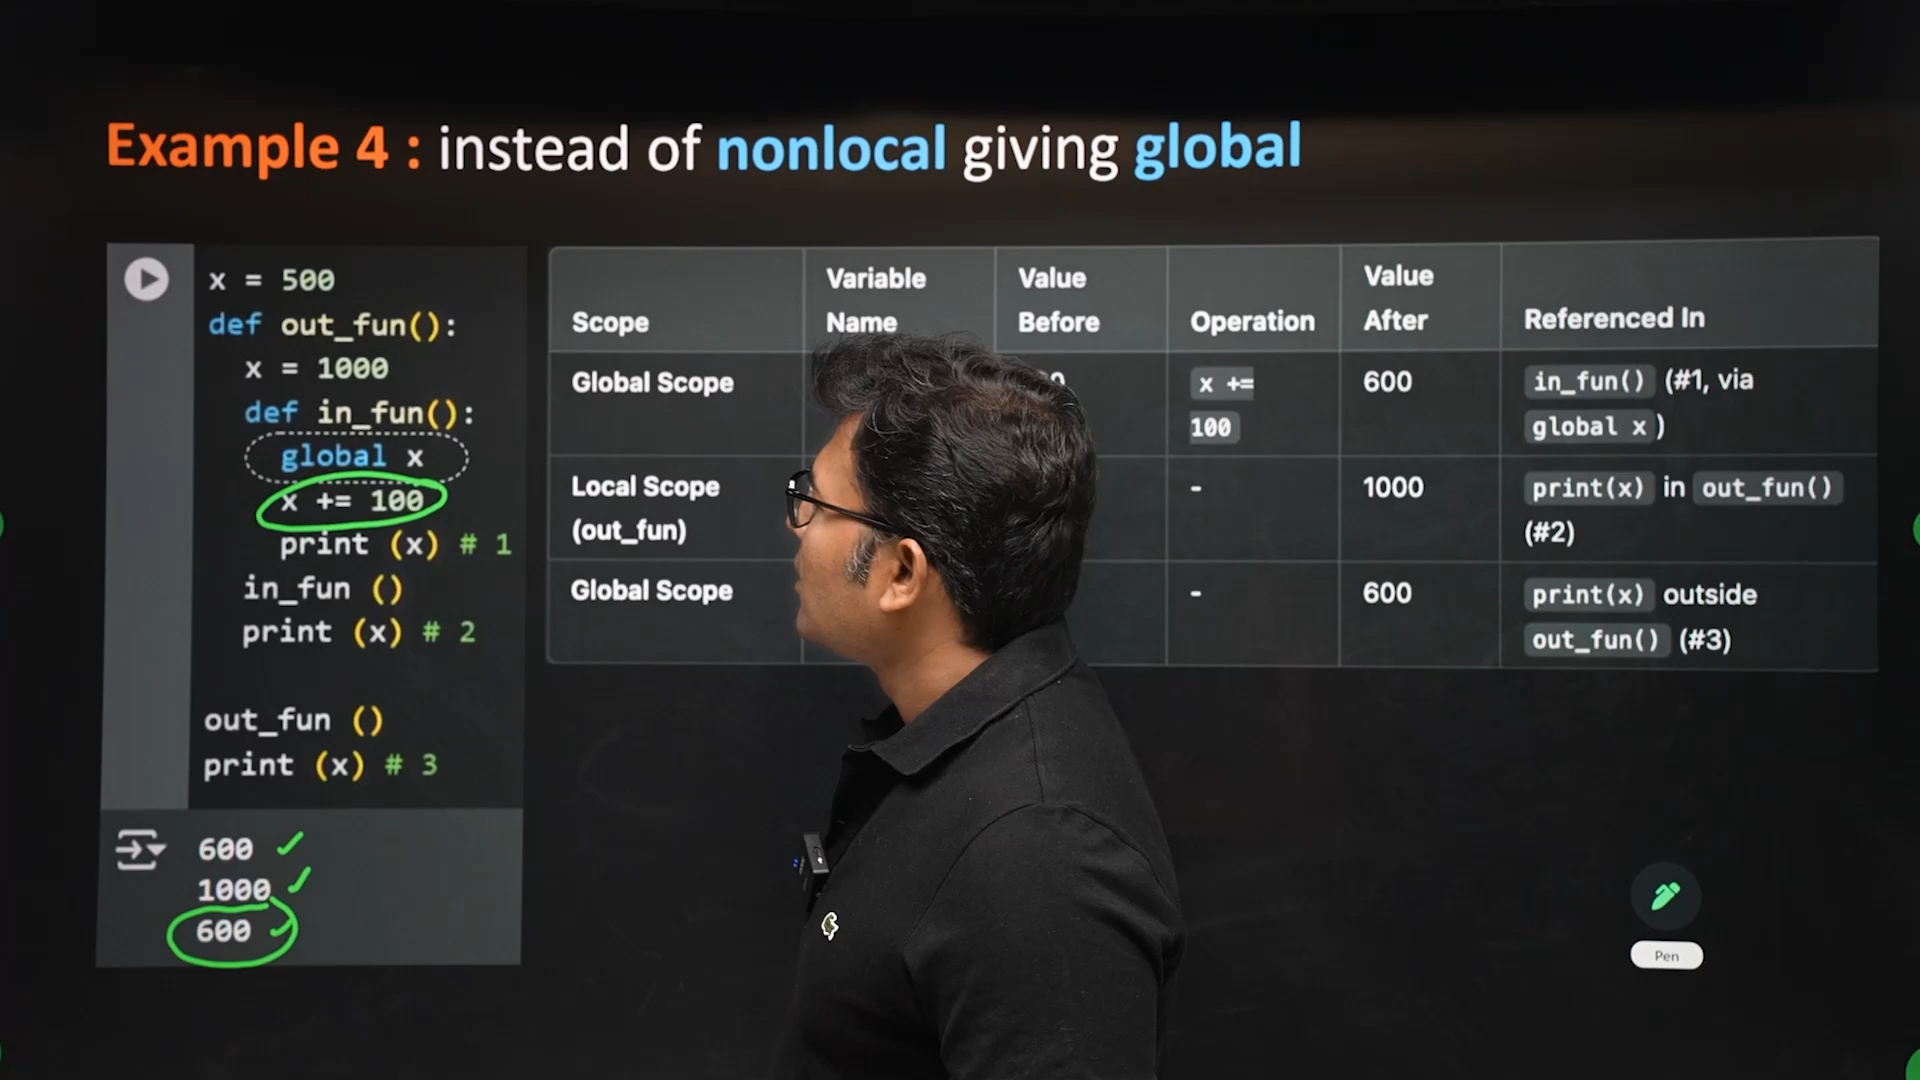 Example 4 : instead of nonlocal giving global
x = 500
def out_fun():
x = 1000
def in_fun():
global x
x += 100
print (x) # 1
in_fun ()
print (x) # 2
out_fun ()
print (x) # 3
600
1000
600
Scope Variable Name Value Before Operation Value After Referenced In
Global Scope x += 100 600 in_fun() (#1, via global x )
Local Scope (out_fun) - 1000 print(x) in out_fun() (#2)
Global Scope - 600 print(x) outside out_fun() (#3)
Pen